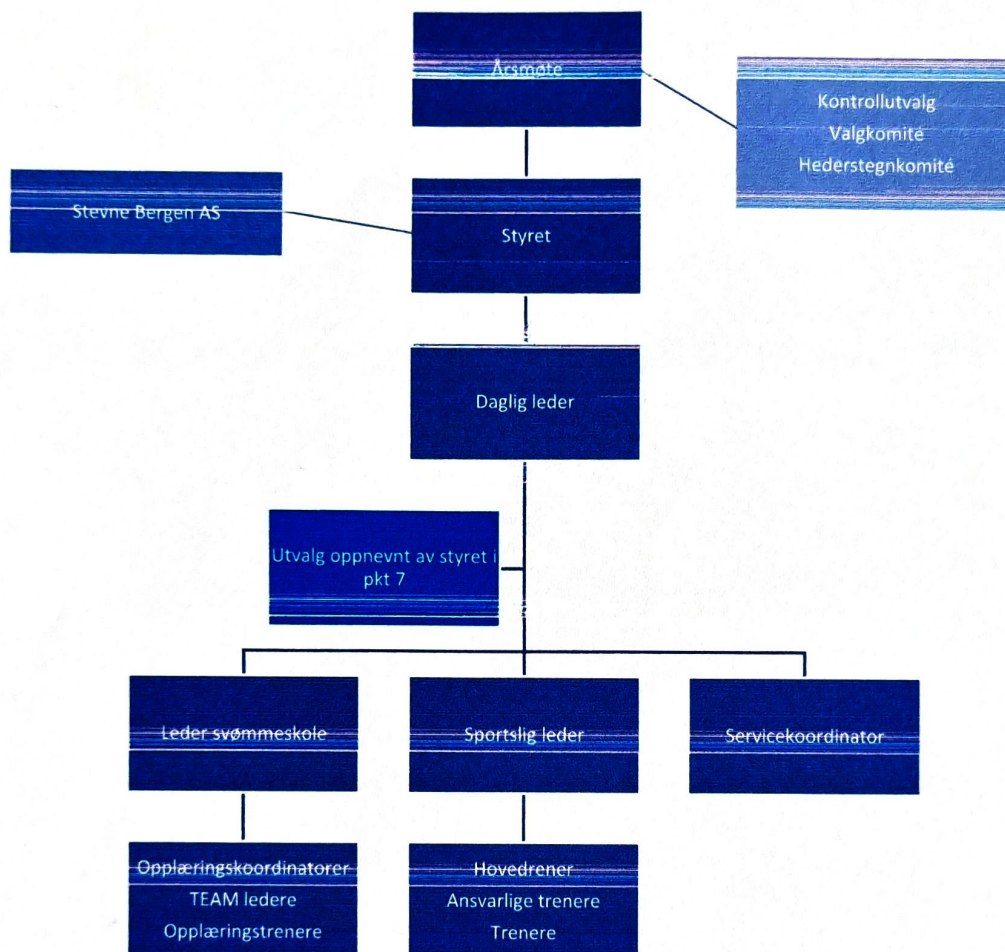 Årsmøte
Kontrollutvalg
Valgkomité
Hederstegnkomité
Stevne Bergen AS
Styret
Daglig leder
Utvalg oppnevnt av styret i
pkt 7
Leder svømmeskole
Sportslig leder
Servicekoordinator
Opplæringskoordinatorer
TEAM ledere
Opplæringstrenere
Hovedrener
Ansvarlige trenere
Trenere